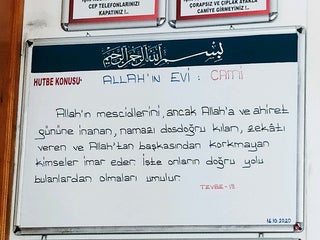 CEP TELEFONLARINIZI
KAPATINIZ !..
ÇORAPSIZ VE ÇIPLAK AYAKLA
CAMİYE GİRMEYİNİZ !..
بسم الله الرحمن الرحيم
HUTBE KONUSU: ALLAH'IN EVİ : CAMİ
Allah'ın mescidlerini, ancak Allah'a ve ahiret
gününe inanan, namazı dosdoğru kılan, zekâtı
veren ve Allah'tan başkasından korkmayan
kimseler imar eder. İşte onların doğru yolu
bulanlardan olmaları umulur.
TEVBE-18
16.10.2020